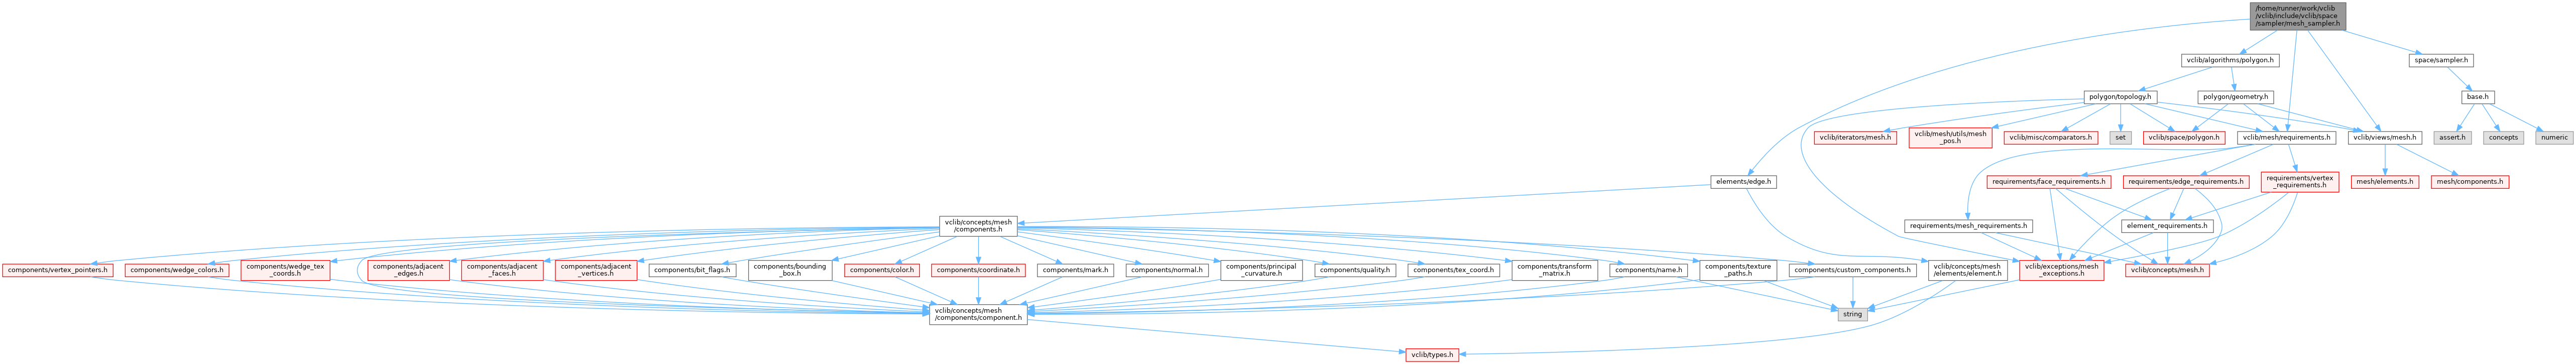 /home/runner/work/vclib
/vclib/include/vclib/space
/sampler/mesh_sampler.h
vclib/algorithms/polygon.h
space/sampler.h
polygon/topology.h
polygon/geometry.h
base.h
vclib/iterators/mesh.h
vclib/mesh/utils/mesh
_pos.h
vclib/misc/comparators.h
set
vclib/space/polygon.h
vclib/mesh/requirements.h
vclib/views/mesh.h
assert.h
concepts
numeric
elements/edge.h
requirements/face_requirements.h
requirements/edge_requirements.h
requirements/vertex
_requirements.h
mesh/elements.h
mesh/components.h
vclib/concepts/mesh
/components.h
requirements/mesh_requirements.h
element_requirements.h
components/vertex_pointers.h
components/wedge_colors.h
components/wedge_tex
_coords.h
components/adjacent
_edges.h
components/adjacent
_faces.h
components/adjacent
_vertices.h
components/bit_flags.h
components/bounding
_box.h
components/color.h
components/coordinate.h
components/mark.h
components/normal.h
components/principal
_curvature.h
components/quality.h
components/tex_coord.h
components/transform
_matrix.h
components/name.h
components/texture
_paths.h
components/custom_components.h
vclib/concepts/mesh
/elements/element.h
vclib/exceptions/mesh
_exceptions.h
vclib/concepts/mesh.h
vclib/concepts/mesh
/components/component.h
string
vclib/types.h